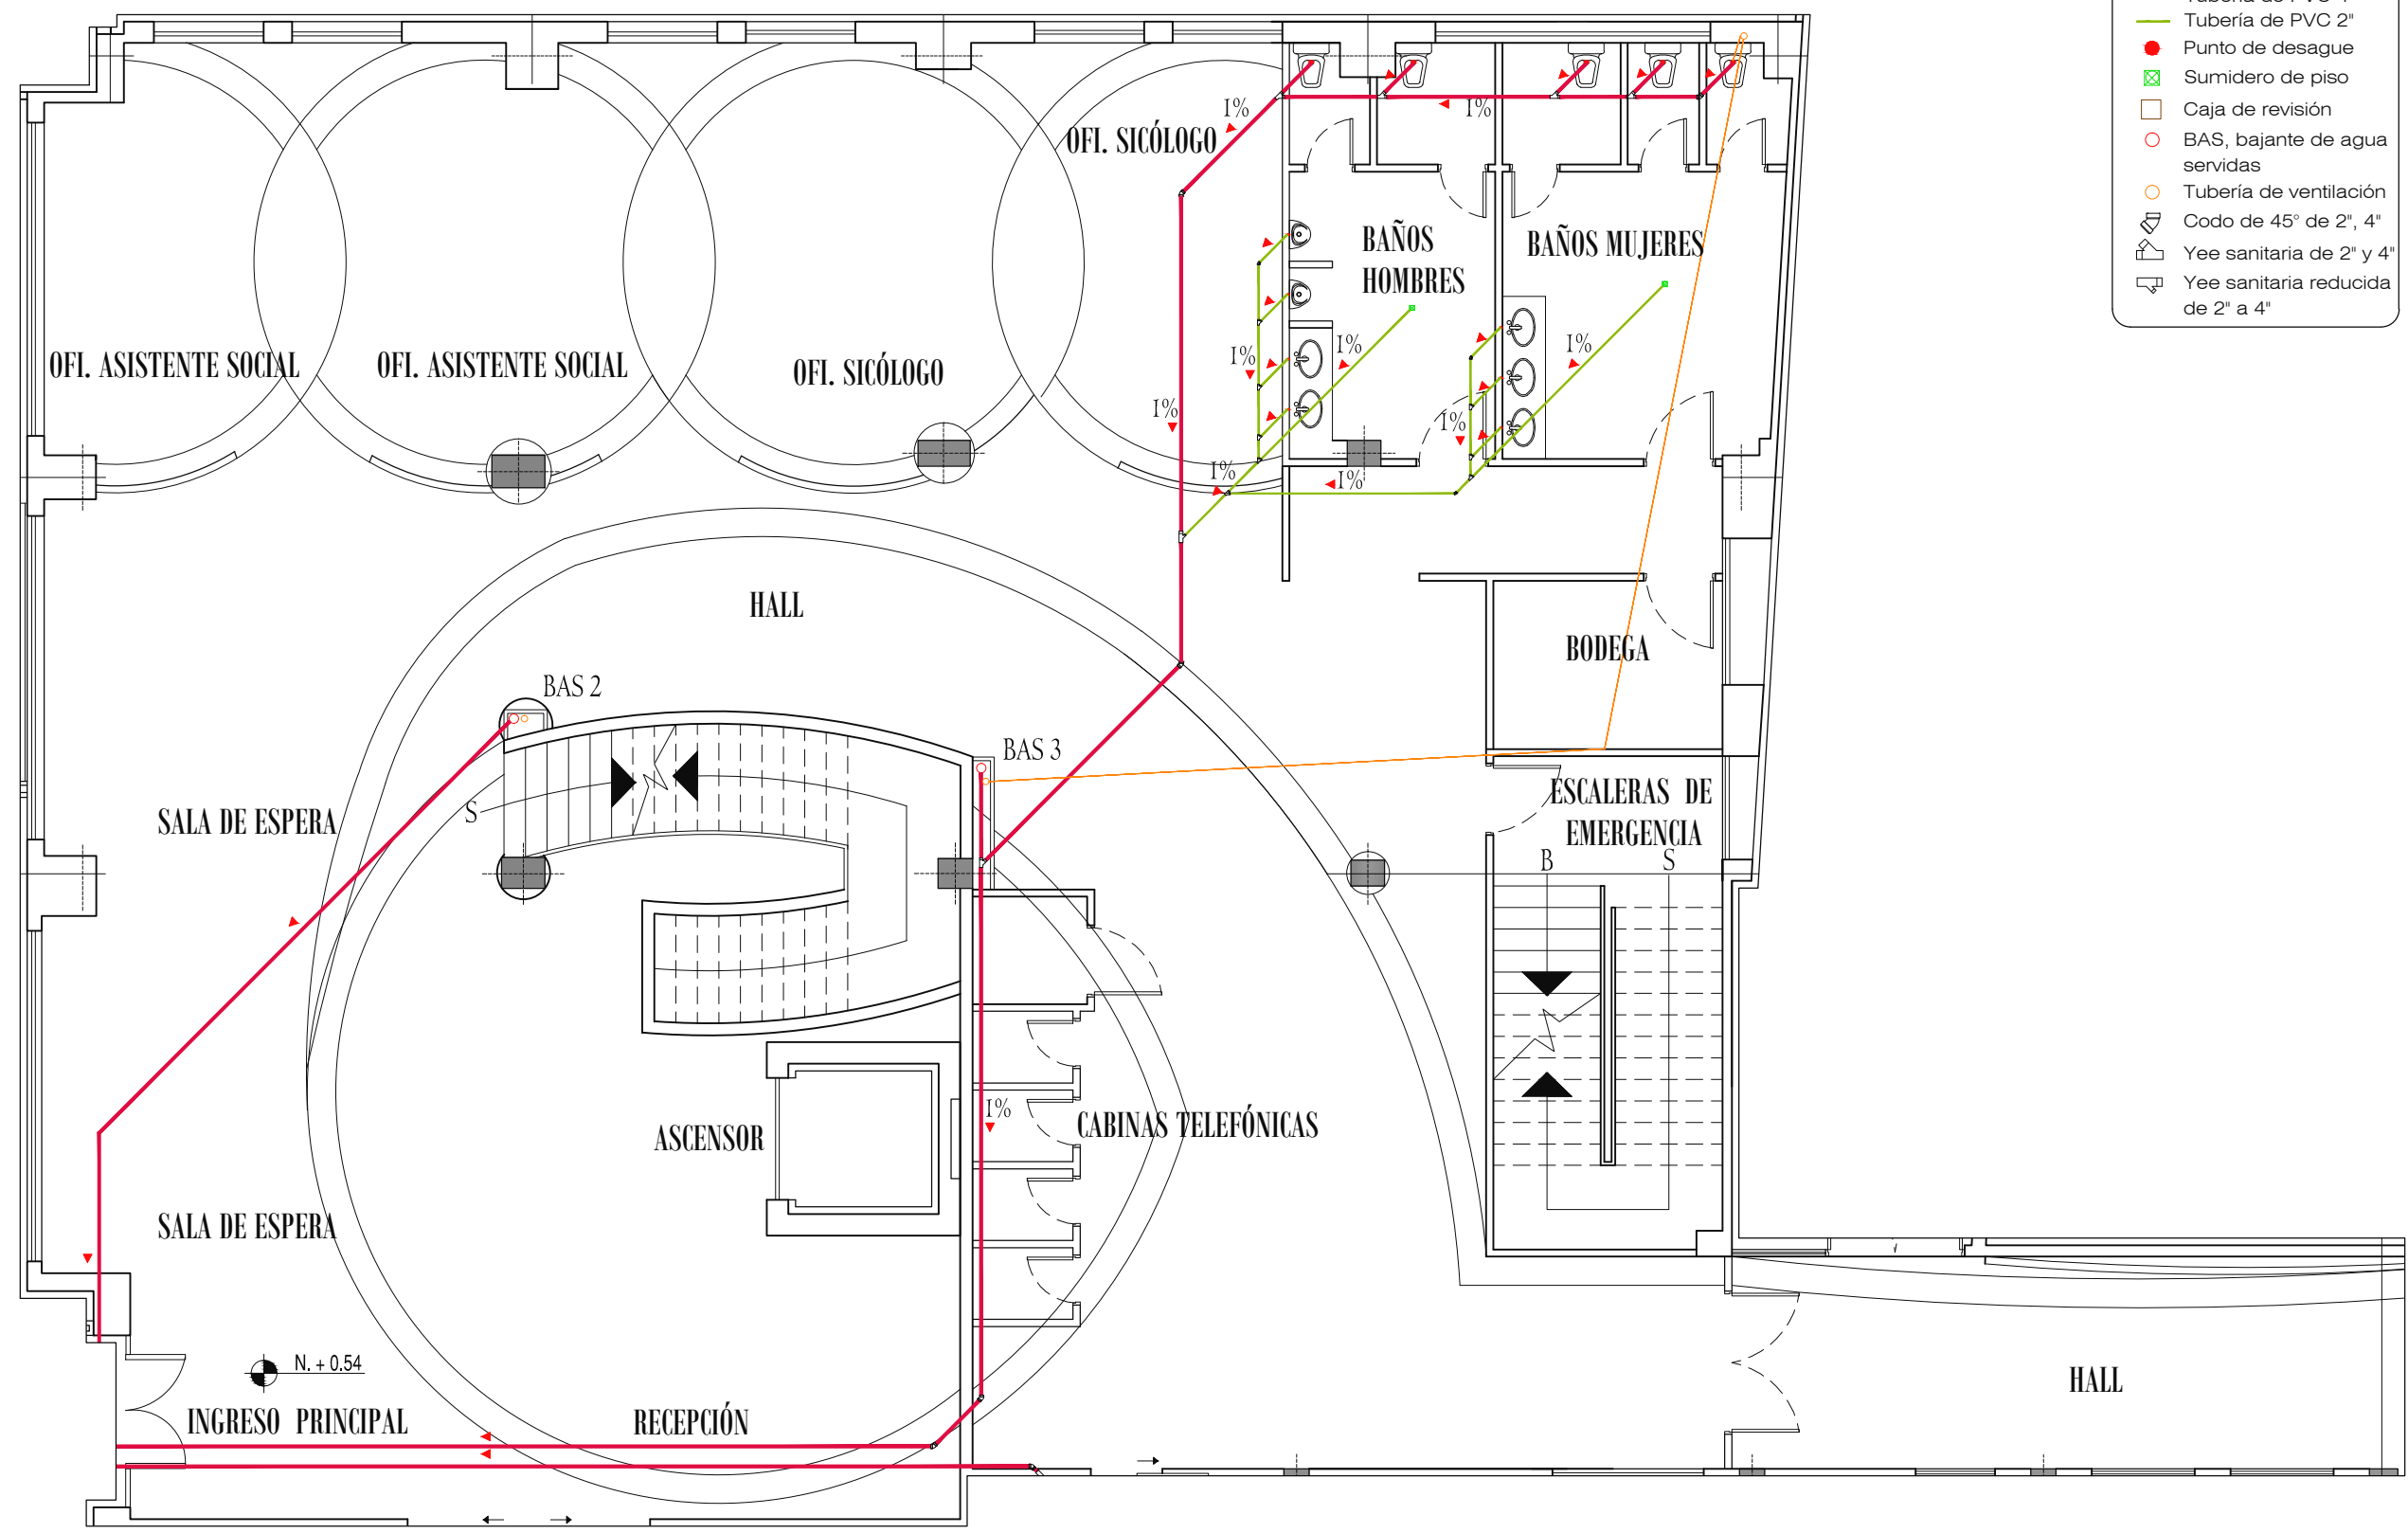 Tubería de PVC 4"
Tubería de PVC 2"
Punto de desague
Sumidero de piso
Caja de revisión
BAS, bajante de agua
servidas
Tubería de ventilación
Codo de 45° de 2", 4"
Yee sanitaria de 2" y 4"
Yee sanitaria reducida
de 2" a 4"
1%
1%
OFI. SICÓLOGO
BAÑOS
HOMBRES
BAÑOS MUJERES
OFI. ASISTENTE SOCIAL
OFI. ASISTENTE SOCIAL
OFI. SICÓLOGO
1%
1%
1%
1%
1%
1%
1%
HALL
BODEGA
BAS 2
BAS 3
S
SALA DE ESPERA
ESCALERAS DE
EMERGENCIA
B
S
1%
ASCENSOR
CABINAS TELEFÓNICAS
SALA DE ESPERA
N. + 0.54
INGRESO PRINCIPAL
RECEPCIÓN
HALL